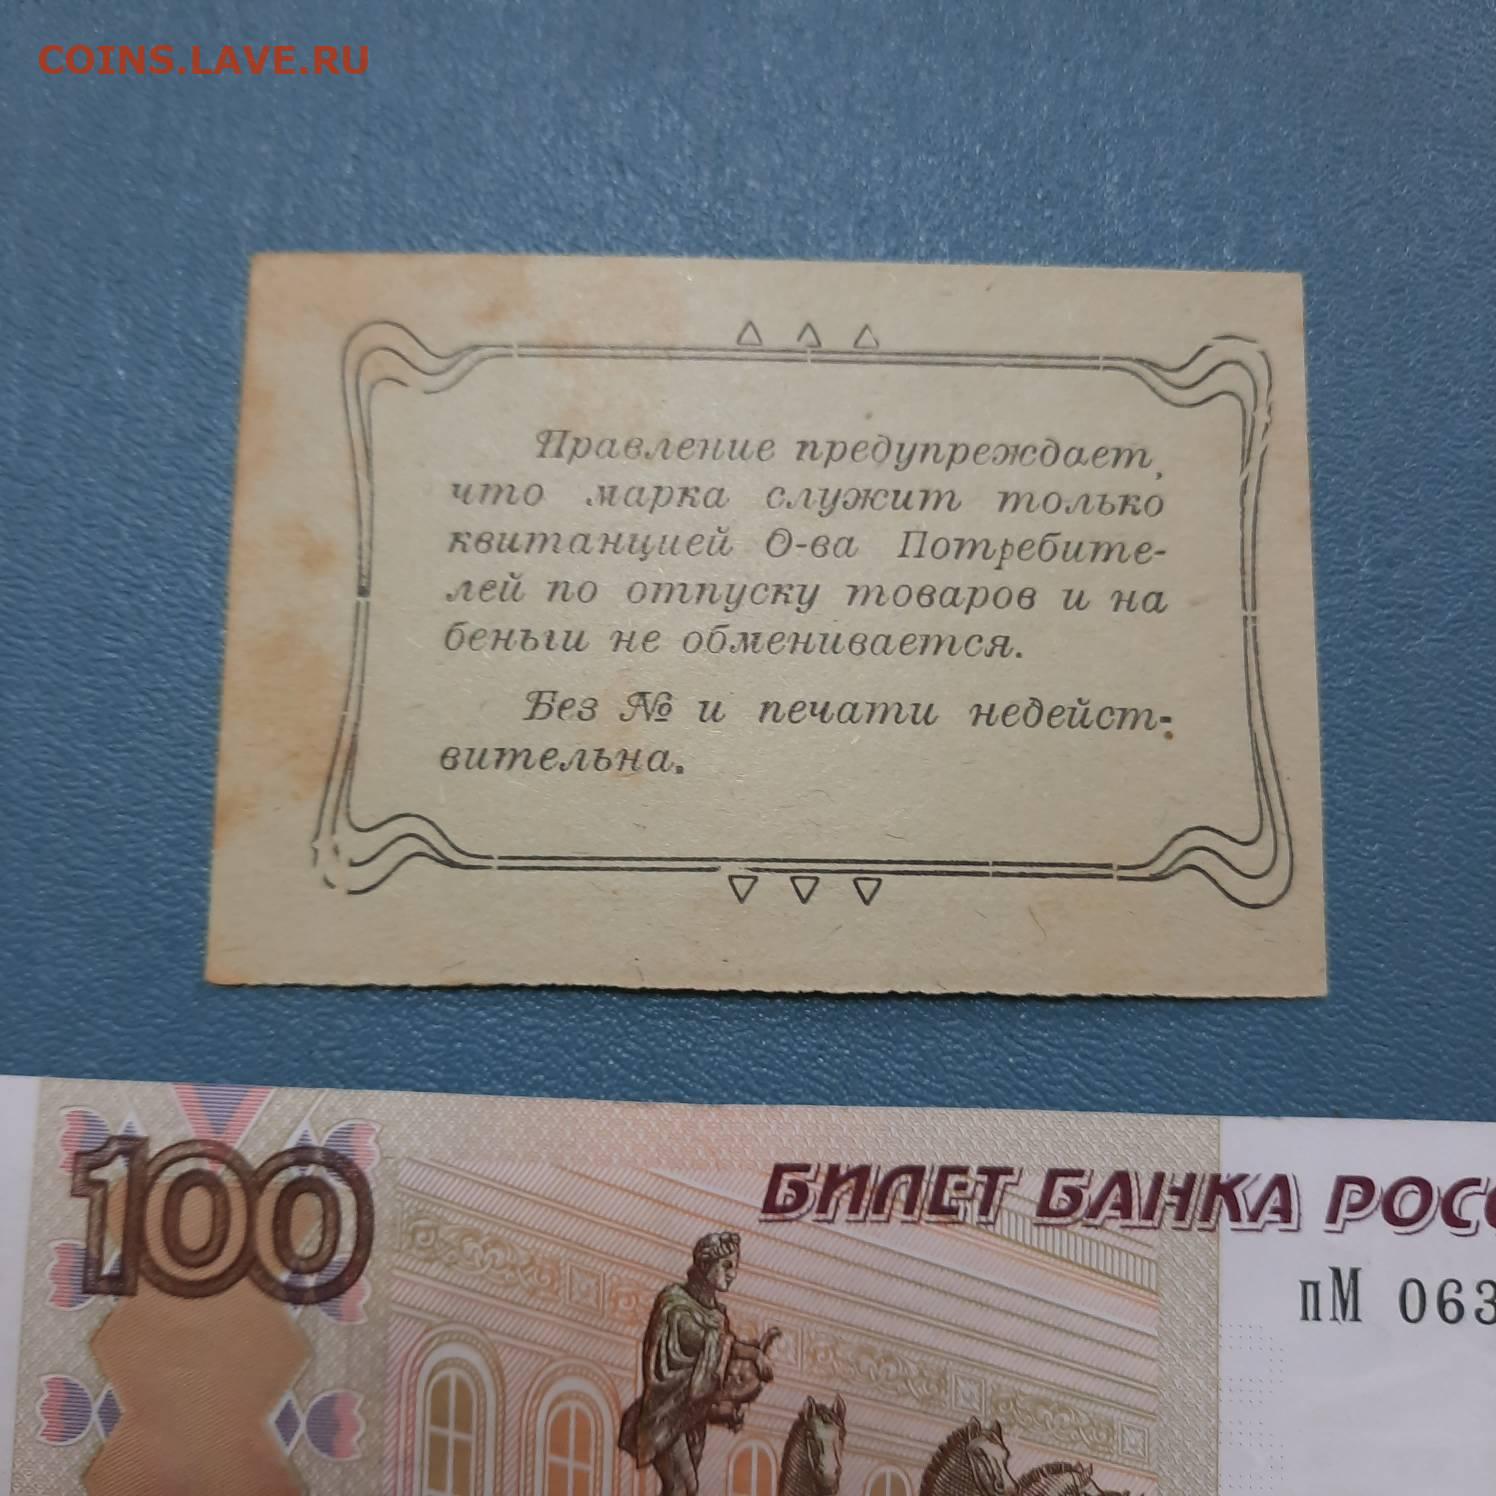 COINS.LAVE.RU
Правление предупреждает,
что марка служит только
квитанцией О-ва Потребите-
лей по отпуску товаров и на
беньги не обменивается.
Без № и печати недейст-
вительна.
100
БИЛЕТ БАНКА РОСС
пМ 063